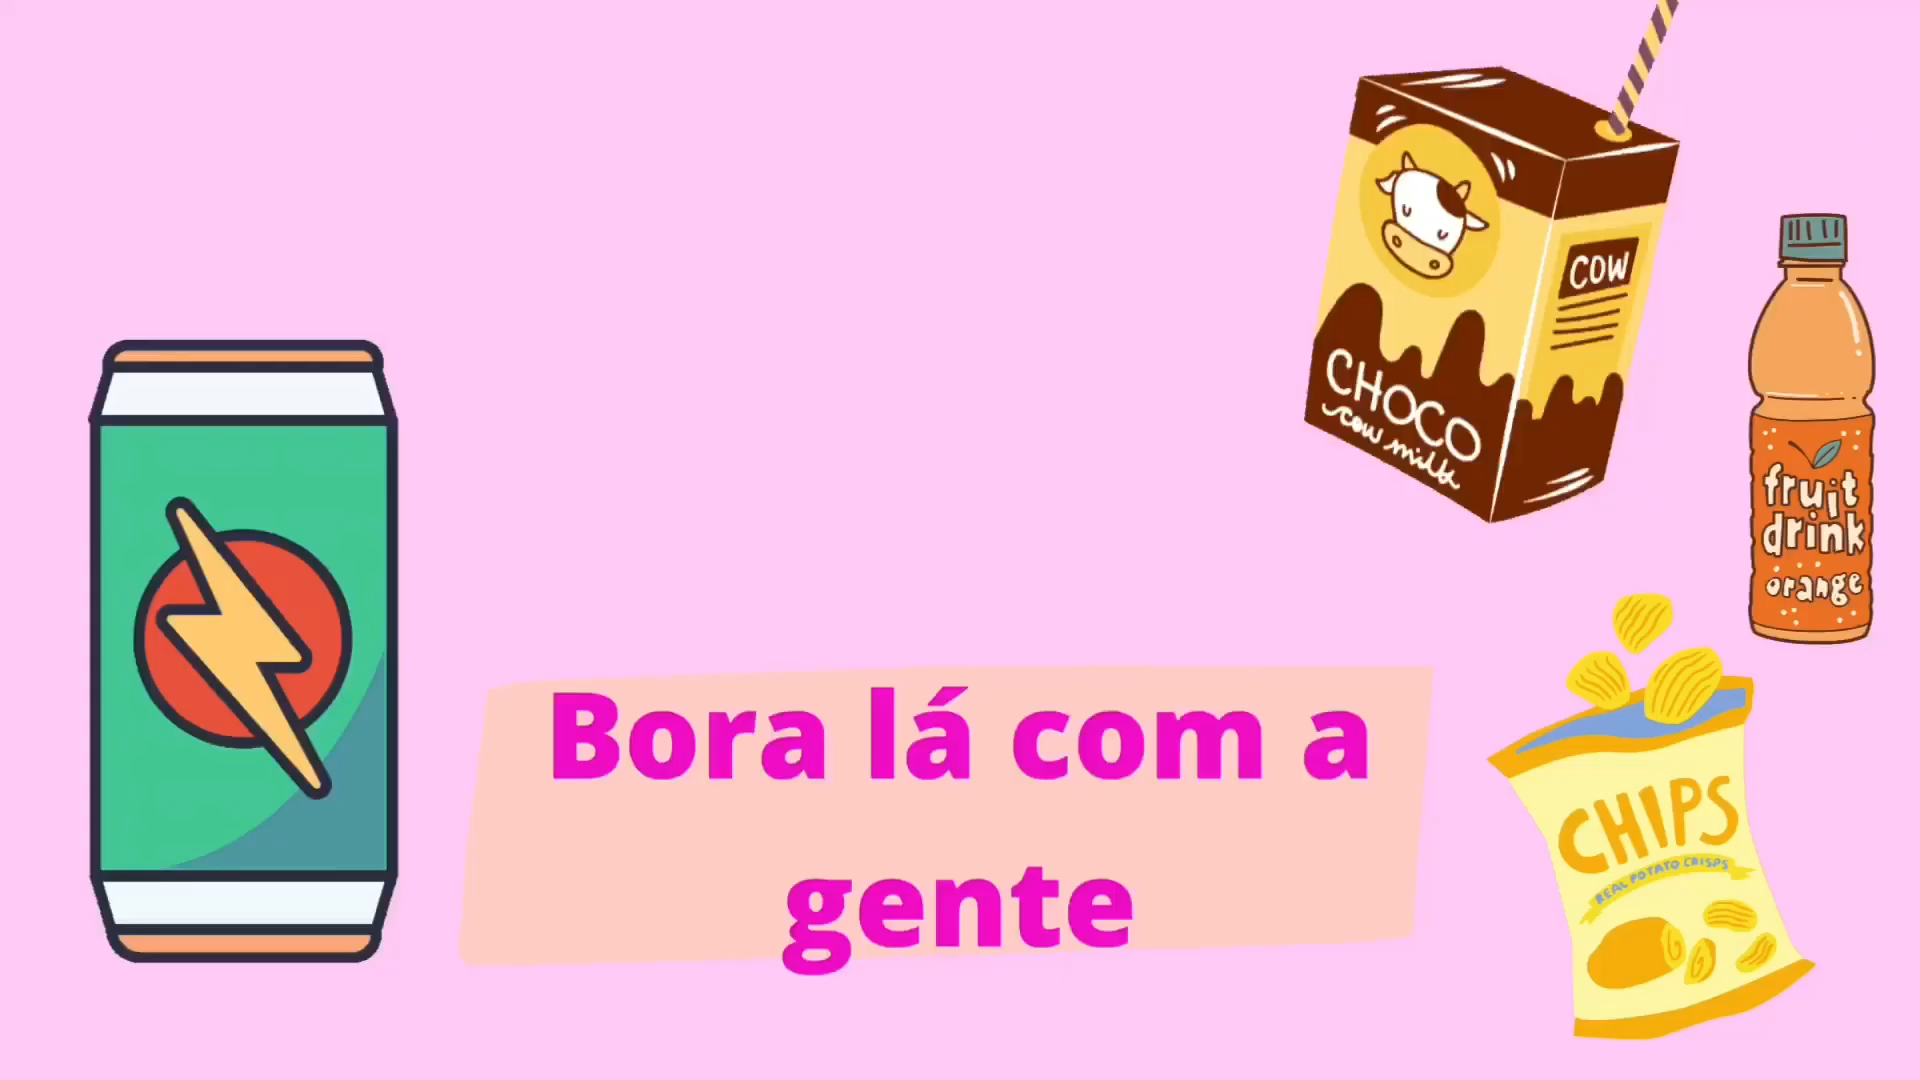 COW
CHOCO
cow milk
fruit
drink
orange
Bora lá com a
gente
CHIPS
REAL POTATO CRISPS